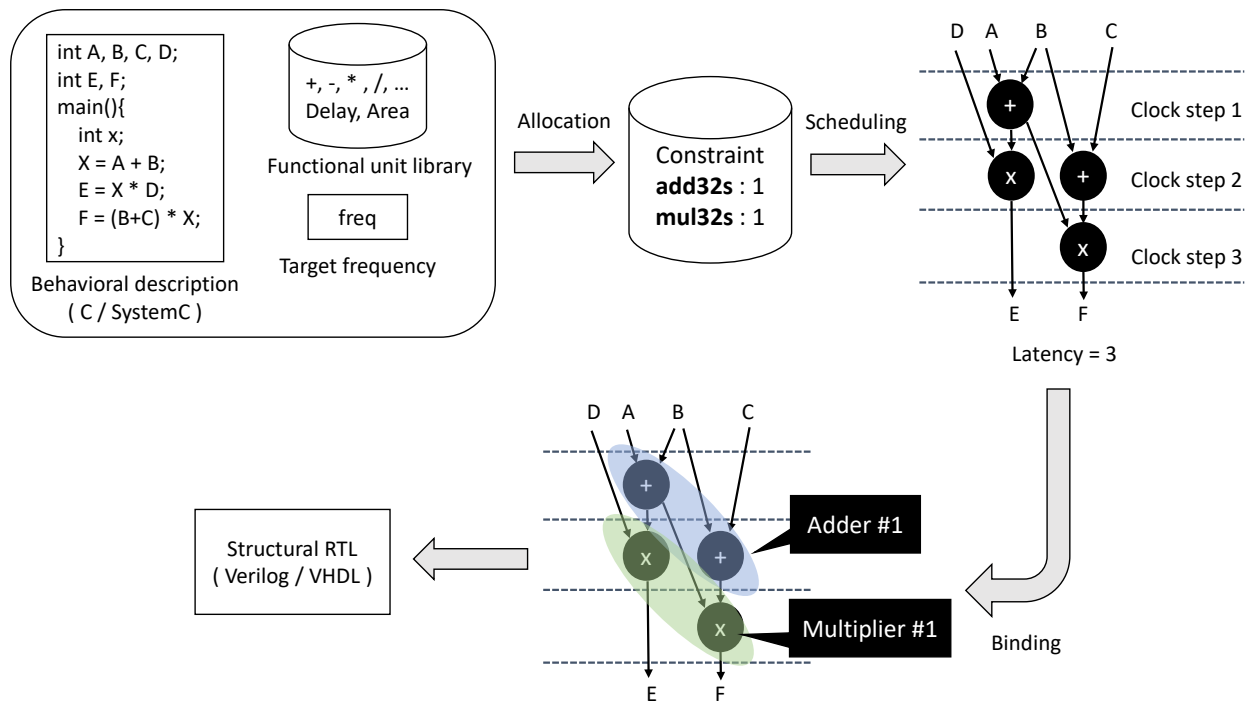 int A, B, C, D;
int E, F;
main(){
int x;
X = A + B;
E = X * D;
F = (B+C) * X;
}
Behavioral description
( C / SystemC )
+, -, * , /, ...
Delay, Area
Functional unit library
freq
Target frequency
Allocation
Constraint
add32s : 1
mul32s : 1
Scheduling
D A B C
+
Clock step 1
x + Clock step 2
x Clock step 3
E F
Latency = 3
Binding
D A B C
+
x +
x
E F
Adder #1
Multiplier #1
Structural RTL
( Verilog / VHDL )